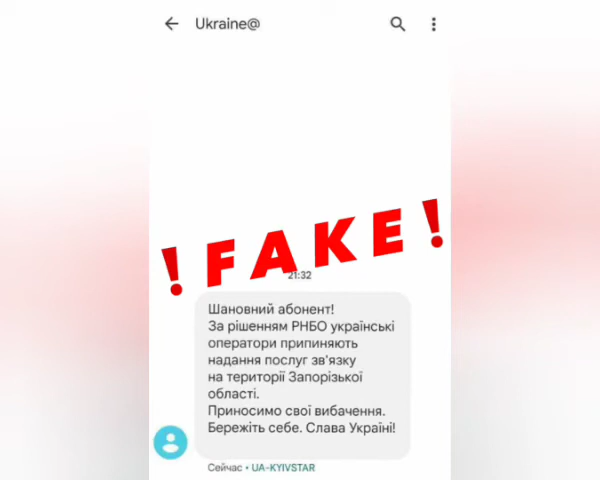 Ukraine@
❗FAKE❗
21:32
Шановний абонент!
За рішенням РНБО українські
оператори припиняють
надання послуг зв'язку
на території Запорізької
області.
Приносимо свої вибачення.
Бережіть себе. Слава Україні!
Сейчас • UA-KYIVSTAR